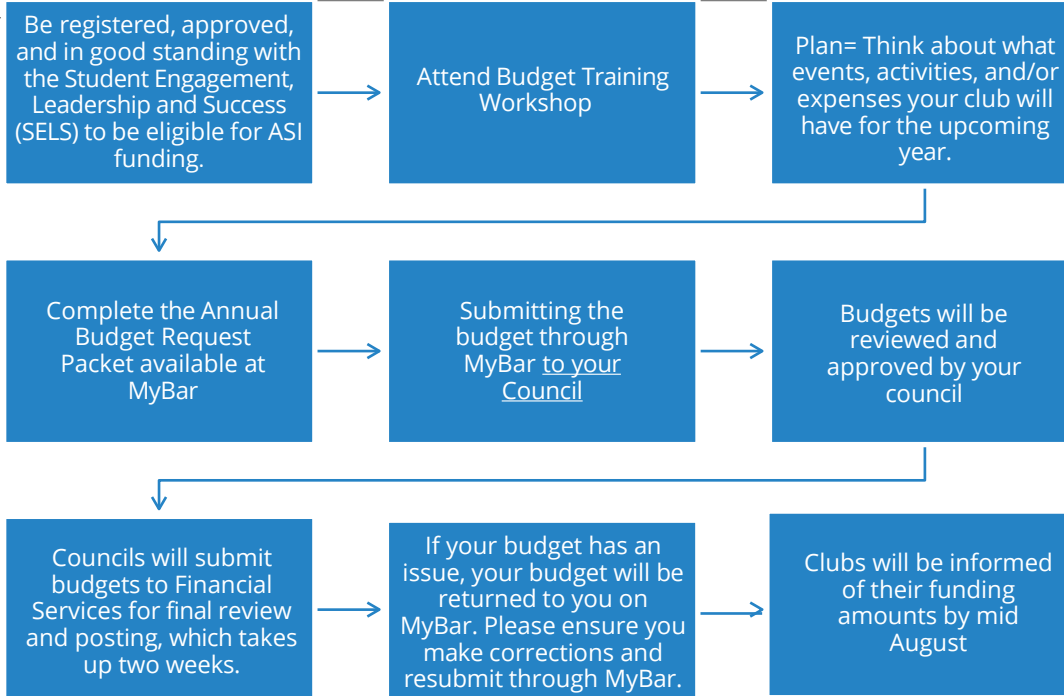 Be registered, approved,
and in good standing with
the Student Engagement,
Leadership and Success
(SELS) to be eligible for ASI
funding.
Attend Budget Training
Workshop
Plan= Think about what
events, activities, and/or
expenses your club will
have for the upcoming
year.
Complete the Annual
Budget Request
Packet available at
MyBar
Submitting the
budget through
MyBar to your
Council
Budgets will be
reviewed and
approved by your
council
Councils will submit
budgets to Financial
Services for final review
and posting, which takes
up two weeks.
If your budget has an
issue, your budget will be
returned to you on
MyBar. Please ensure you
make corrections and
resubmit through MyBar.
Clubs will be informed
of their funding
amounts by mid
August